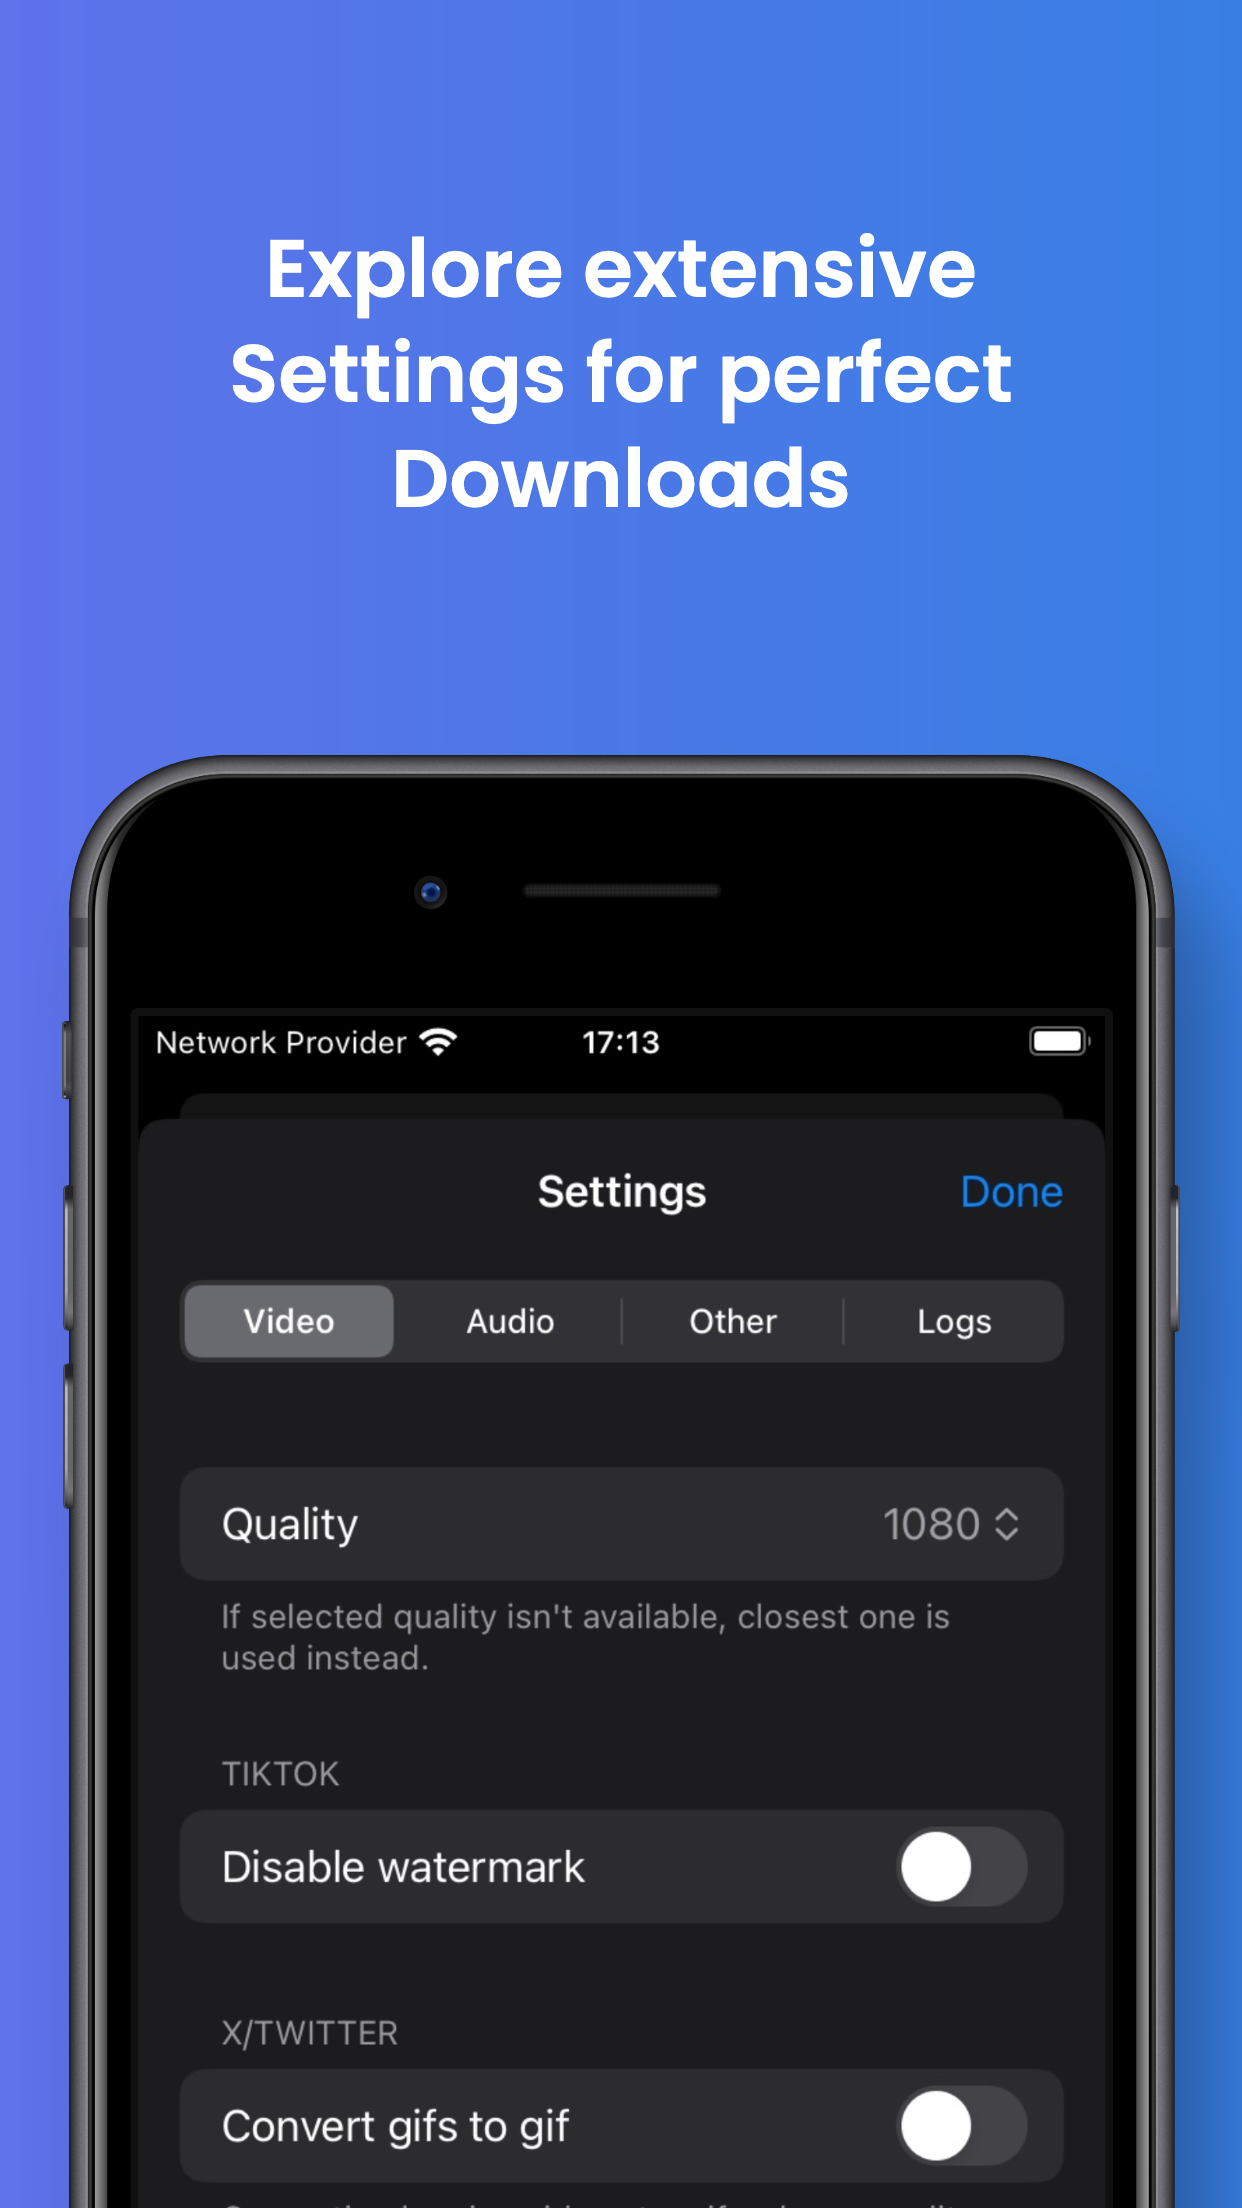 Explore extensive
Settings for perfect
Downloads
Network Provider 17:13
Settings Done
Video Audio Other Logs
Quality 1080
If selected quality isn't available, closest one is
used instead.
TIKTOK
Disable watermark
X/TWITTER
Convert gifs to gif